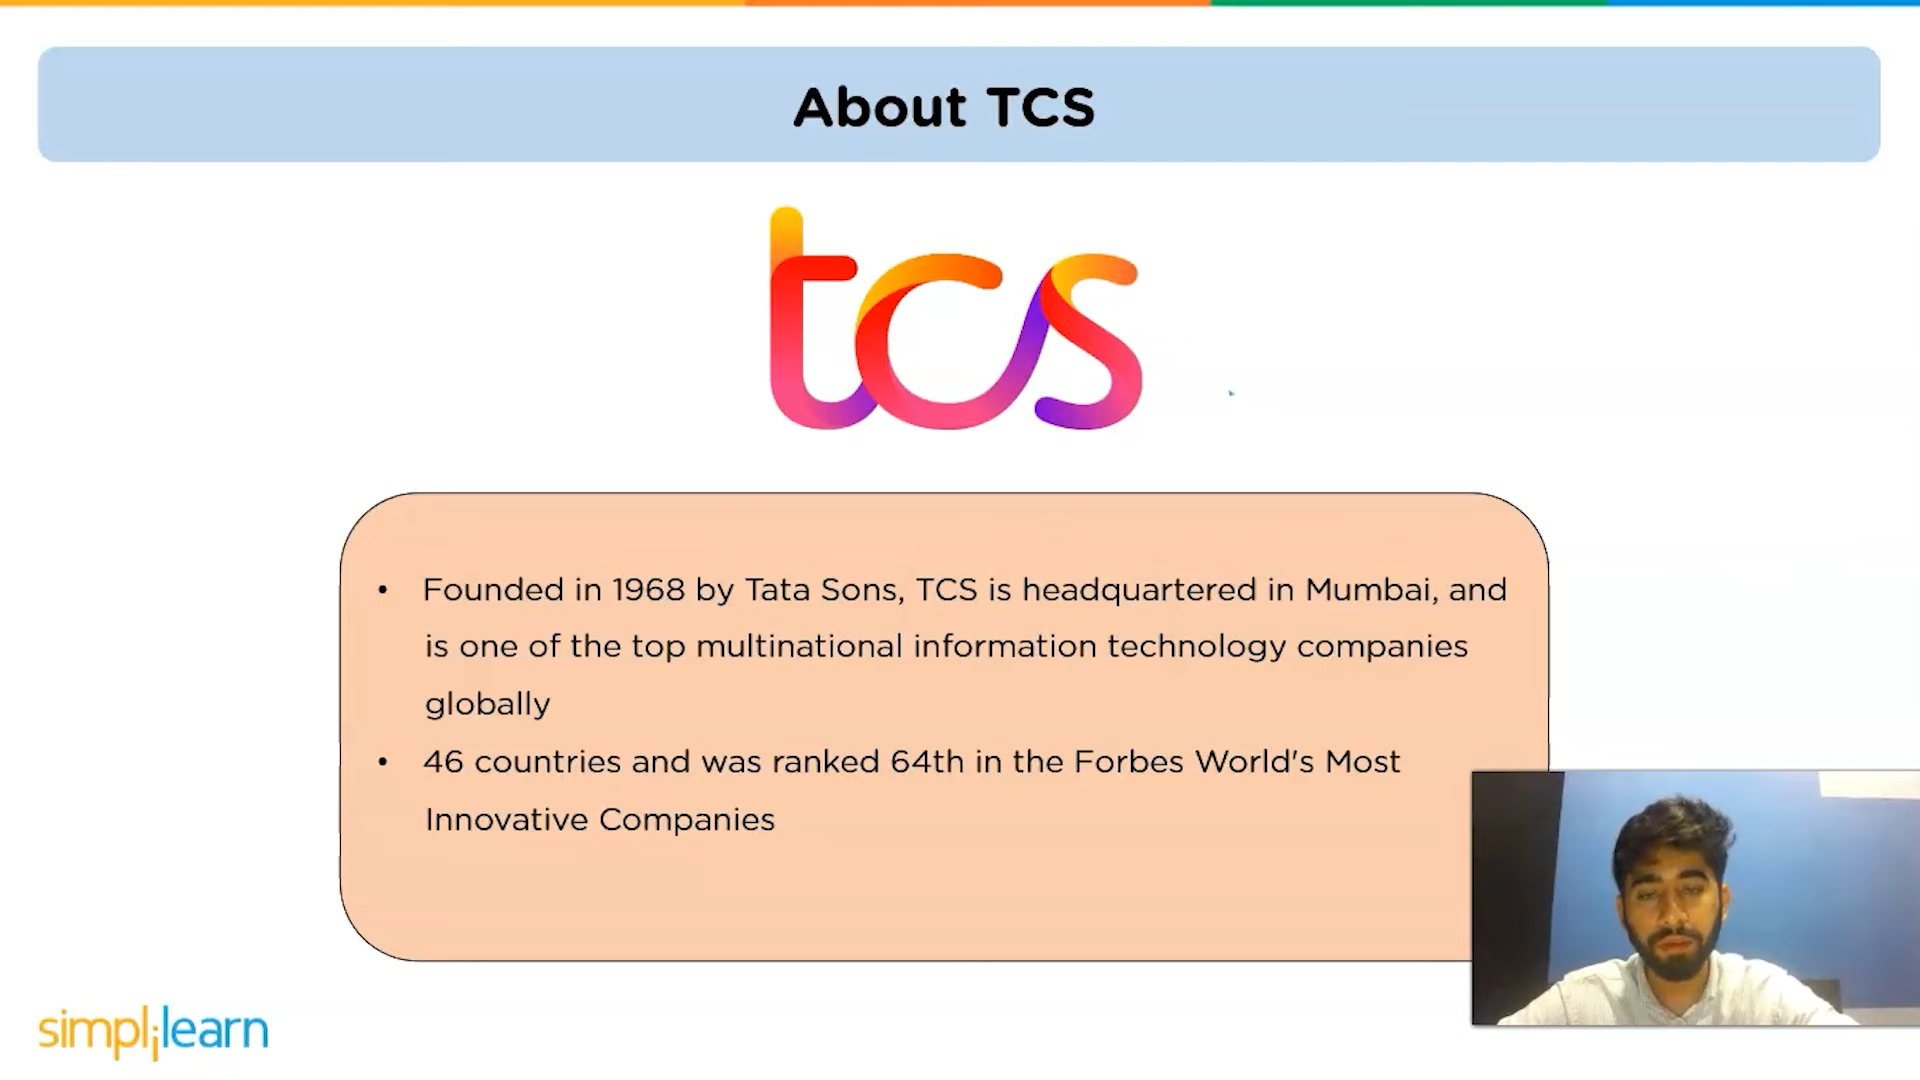 About TCS
tcs
• Founded in 1968 by Tata Sons, TCS is headquartered in Mumbai, and
is one of the top multinational information technology companies
globally
• 46 countries and was ranked 64th in the Forbes World's Most
Innovative Companies
simplilearn